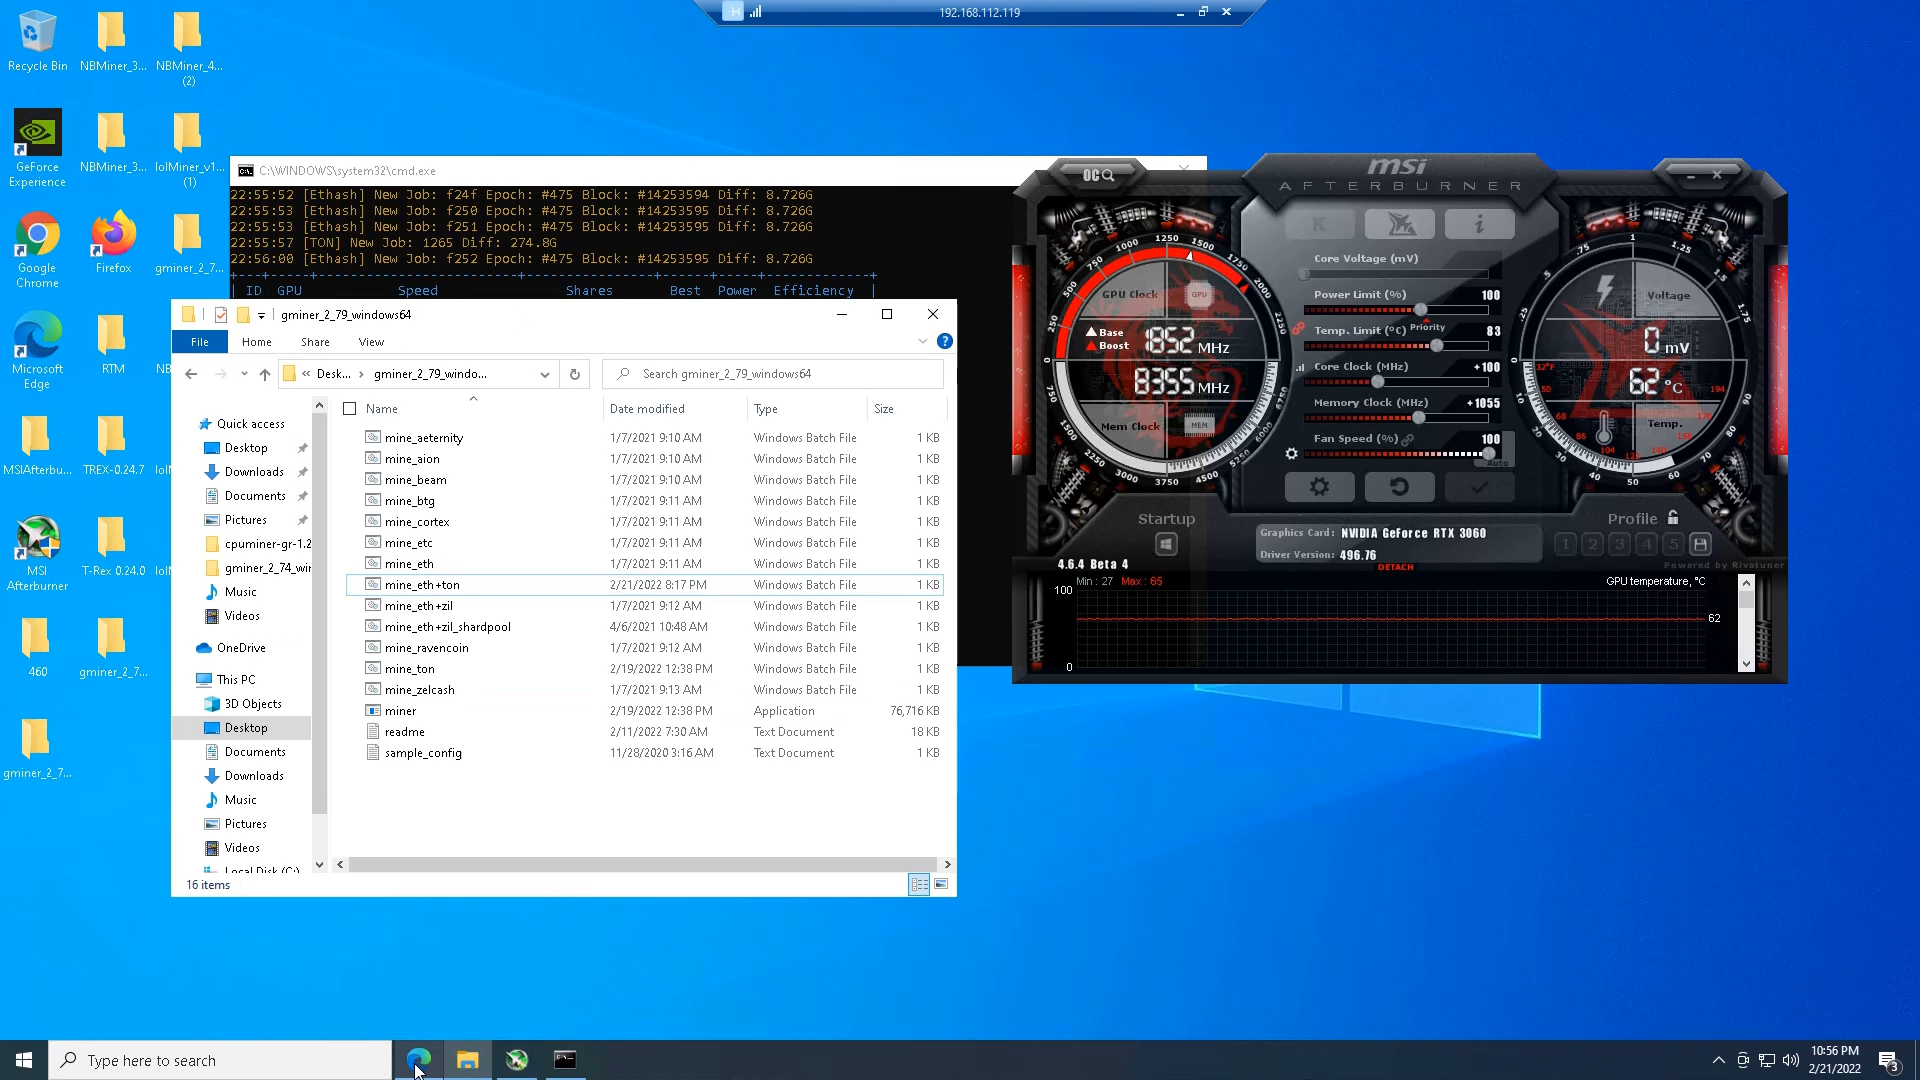 192.168.112.119
Recycle Bin
NBMiner_3...
NBMiner_4...
(2)
GeForce
Experience
NBMiner_3...
lolMiner_v1...
(1)
Google
Chrome
Firefox
gminer_2_7...
Microsoft
Edge
RTM
NB
MSIAfterbu...
TREX-0.24.7
lolM
MSI
Afterburner
T-Rex 0.24.0
460
gminer_2_7...
gminer_2_7...
C:\WINDOWS\system32\cmd.exe
22:55:52 [Ethash] New Job: f24f Epoch: #475 Block: #14253594 Diff: 8.726G
22:55:53 [Ethash] New Job: f250 Epoch: #475 Block: #14253595 Diff: 8.726G
22:55:53 [Ethash] New Job: f251 Epoch: #475 Block: #14253595 Diff: 8.726G
22:55:57 [TON] New Job: 1265 Diff: 274.8G
22:56:00 [Ethash] New Job: f252 Epoch: #475 Block: #14253595 Diff: 8.726G
ID GPU Speed Shares Best Power Efficiency
gminer_2_79_windows64
File Home Share View
« Desk... › gminer_2_79_windo...
Search gminer_2_79_windows64
Quick access
Desktop
Downloads
Documents
Pictures
cpuminer-gr-1.2
gminer_2_74_wir
Music
Videos
OneDrive
This PC
3D Objects
Desktop
Documents
Downloads
Music
Pictures
Videos
Local Disk (C:)
Name Date modified Type Size
mine_aeternity 1/7/2021 9:10 AM Windows Batch File 1 KB
mine_aion 1/7/2021 9:10 AM Windows Batch File 1 KB
mine_beam 1/7/2021 9:10 AM Windows Batch File 1 KB
mine_btg 1/7/2021 9:11 AM Windows Batch File 1 KB
mine_cortex 1/7/2021 9:11 AM Windows Batch File 1 KB
mine_etc 1/7/2021 9:11 AM Windows Batch File 1 KB
mine_eth 1/7/2021 9:11 AM Windows Batch File 1 KB
mine_eth+ton 2/21/2022 8:17 PM Windows Batch File 1 KB
mine_eth+zil 1/7/2021 9:12 AM Windows Batch File 1 KB
mine_eth+zil_shardpool 4/6/2021 10:48 AM Windows Batch File 1 KB
mine_ravencoin 1/7/2021 9:12 AM Windows Batch File 1 KB
mine_ton 2/19/2022 12:38 PM Windows Batch File 1 KB
mine_zelcash 1/7/2021 9:13 AM Windows Batch File 1 KB
miner 2/19/2022 12:38 PM Application 76,716 KB
readme 2/11/2022 7:30 AM Text Document 18 KB
sample_config 11/28/2020 3:16 AM Text Document 1 KB
16 items
OC
msi
AFTERBURNER
GPU Clock
GPU
Base
Boost
1852 MHz
8355 MHz
Mem Clock
MEM
Core Voltage (mV)
Power Limit (%) 100
Temp. Limit (°C) Priority 83
Core Clock (MHz) +100
Memory Clock (MHz) +1055
Fan Speed (%) 100
Auto
Voltage
0 mV
62 °C
Temp.
Startup
Graphics Card: NVIDIA GeForce RTX 3060
Driver Version: 496.76
DETACH
Profile
1 2 3 4 5
4.6.4 Beta 4
Powered by Rivatuner
Min : 27 Max : 65
GPU temperature, °C
100
62
0
Type here to search
10:56 PM
2/21/2022
3